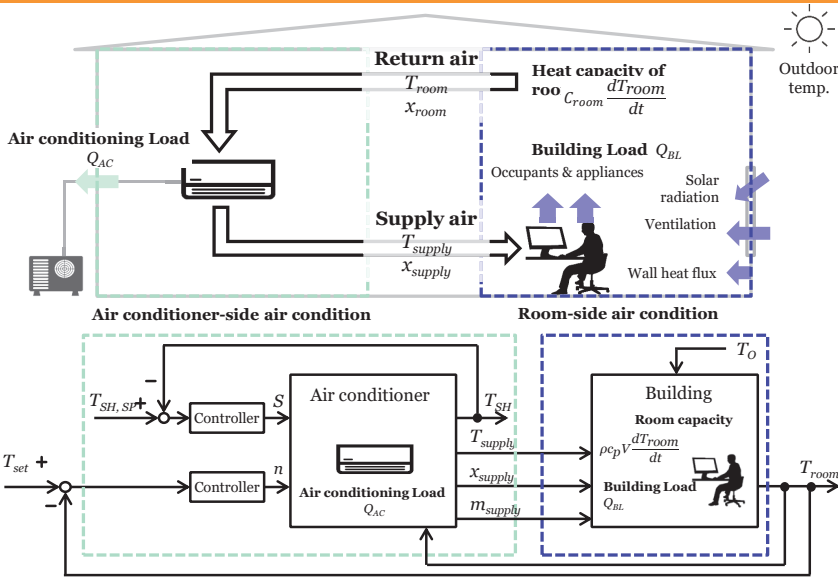 Outdoor
temp.
Return air
T_room
x_room
Heat capacity of
roo C_room dT_room/dt
Air conditioning Load
Q_AC
Building Load Q_BL
Occupants & appliances
Solar
radiation
Ventilation
Wall heat flux
Supply air
T_supply
x_supply
Air conditioner-side air condition
Room-side air condition
T_O
−
T_SH, SP +
Controller
S
Air conditioner
T_SH
Building
Room capacity
ρc_pV dT_room/dt
T_supply
T_set +
−
Controller
n
Air conditioning Load
Q_AC
x_supply
m_supply
Building Load
Q_BL
T_room